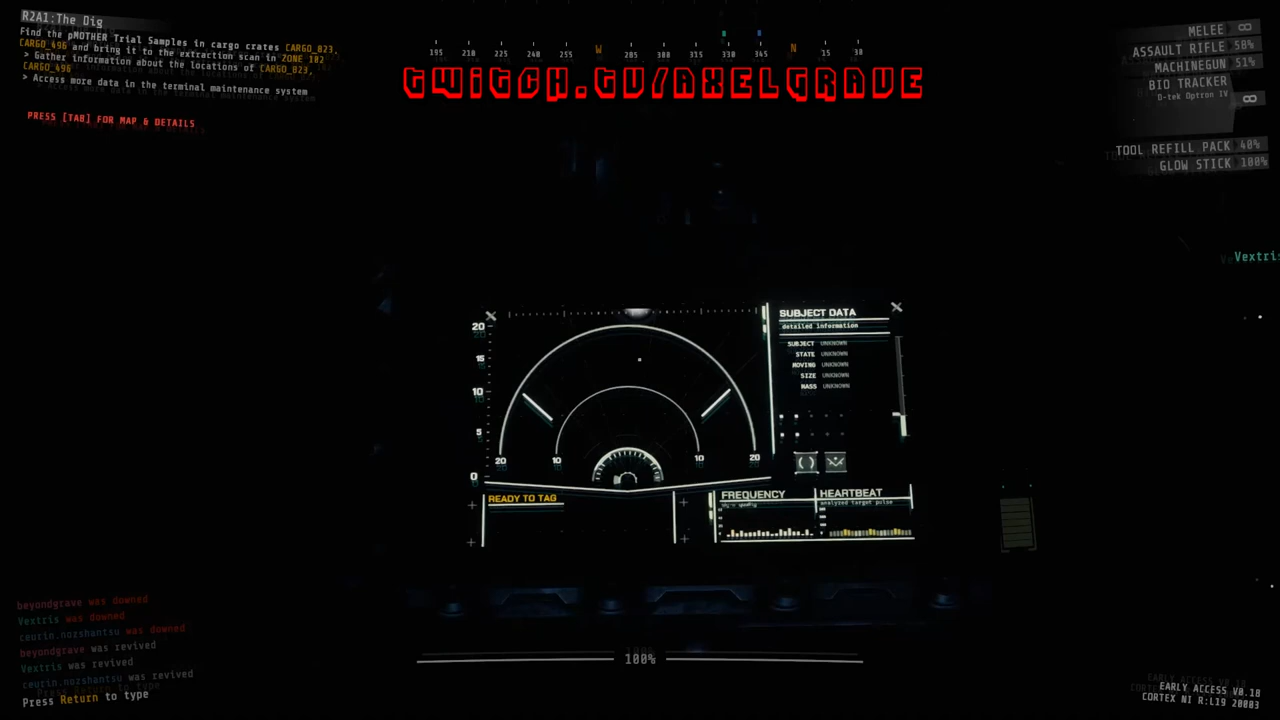 R2A1:The Dig
Find the pMOTHER Trial Samples in cargo crates CARGO_823,
CARGO_496 and bring it to the extraction scan in ZONE 102
> Gather information about the locations of CARGO_823,
CARGO_496
> Access more data in the terminal maintenance system
PRESS [TAB] FOR MAP & DETAILS
195 210 225 240 255 W 285 300 315 330 345 N 15 30
TWITCH.TV/AXELGRAVE
MELEE
ASSAULT RIFLE 58%
MACHINEGUN 51%
BIO TRACKER
D-tek Optron IV
TOOL REFILL PACK 40%
GLOW STICK 100%
Vextris
20
15
10
5
0
20 10 10 20
SUBJECT DATA
detailed information
SUBJECT UNKNOWN
STATE UNKNOWN
MOVING UNKNOWN
SIZE UNKNOWN
MASS UNKNOWN
READY TO TAG
FREQUENCY
HEARTBEAT
analyzed target pulse
beyondgrave was downed
Vextris was downed
ceurin.norshantsu was downed
beyondgrave was revived
Vextris was revived
ceurin.norshantsu was revived
Press Return to type
100%
EARLY ACCESS V0.18
CORTEX NI R:L19 20003